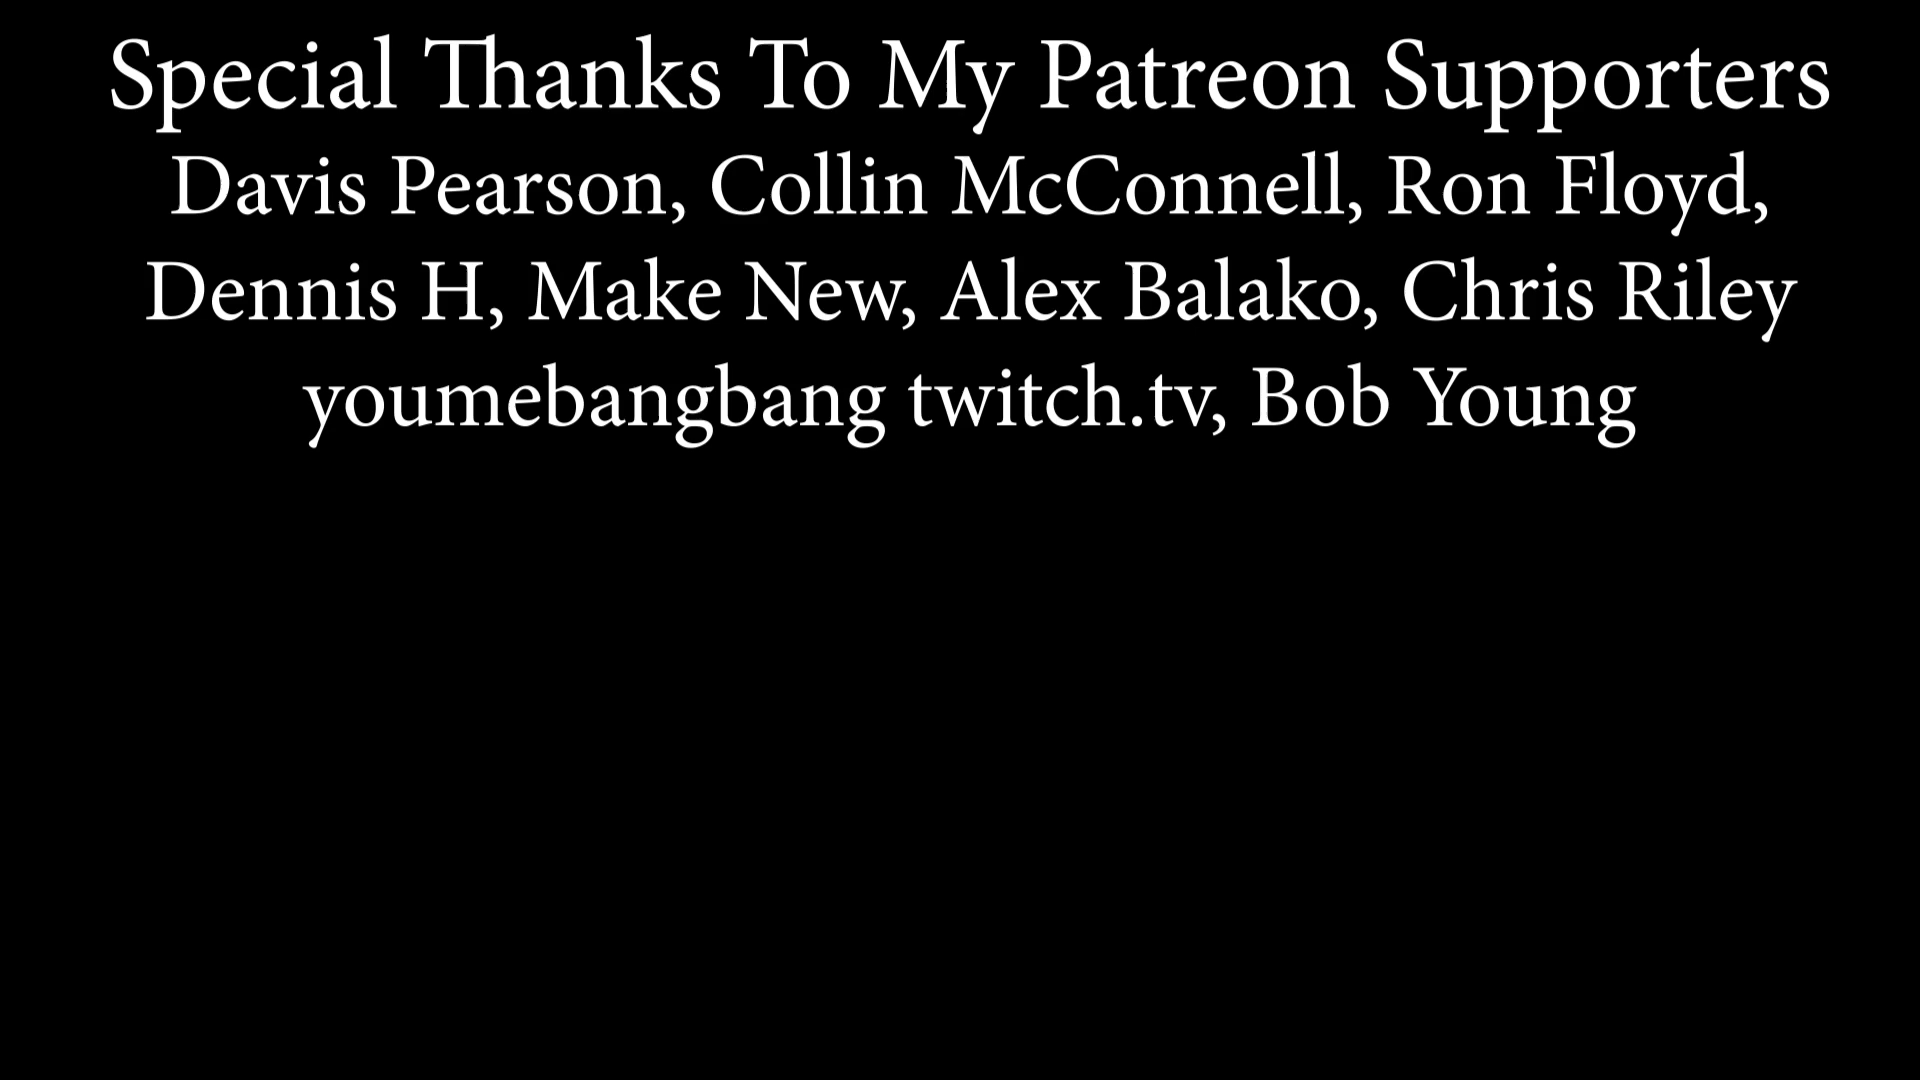 Special Thanks To My Patreon Supporters
Davis Pearson, Collin McConnell, Ron Floyd,
Dennis H, Make New, Alex Balako, Chris Riley
youmebangbang twitch.tv, Bob Young